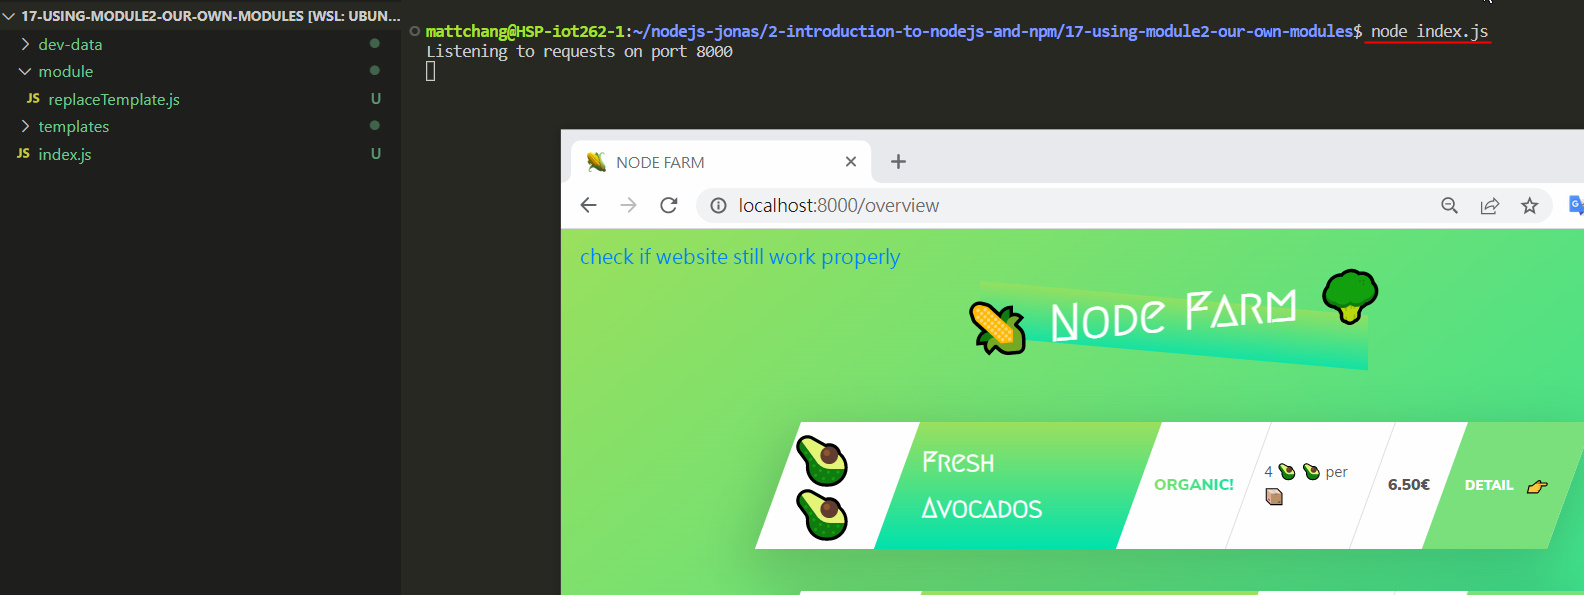 17-USING-MODULE2-OUR-OWN-MODULES [WSL: UBUN...
dev-data
module
JS replaceTemplate.js U
templates
JS index.js U
mattchang@HSP-iot262-1:~/nodejs-jonas/2-introduction-to-nodejs-and-npm/17-using-module2-our-own-modules$ node index.js
Listening to requests on port 8000
NODE FARM
localhost:8000/overview
G
check if website still work properly
Node Farm
Fresh
Avocados
ORGANIC!
4 🥑 🥑 per
📦
6.50€
DETAIL 👉